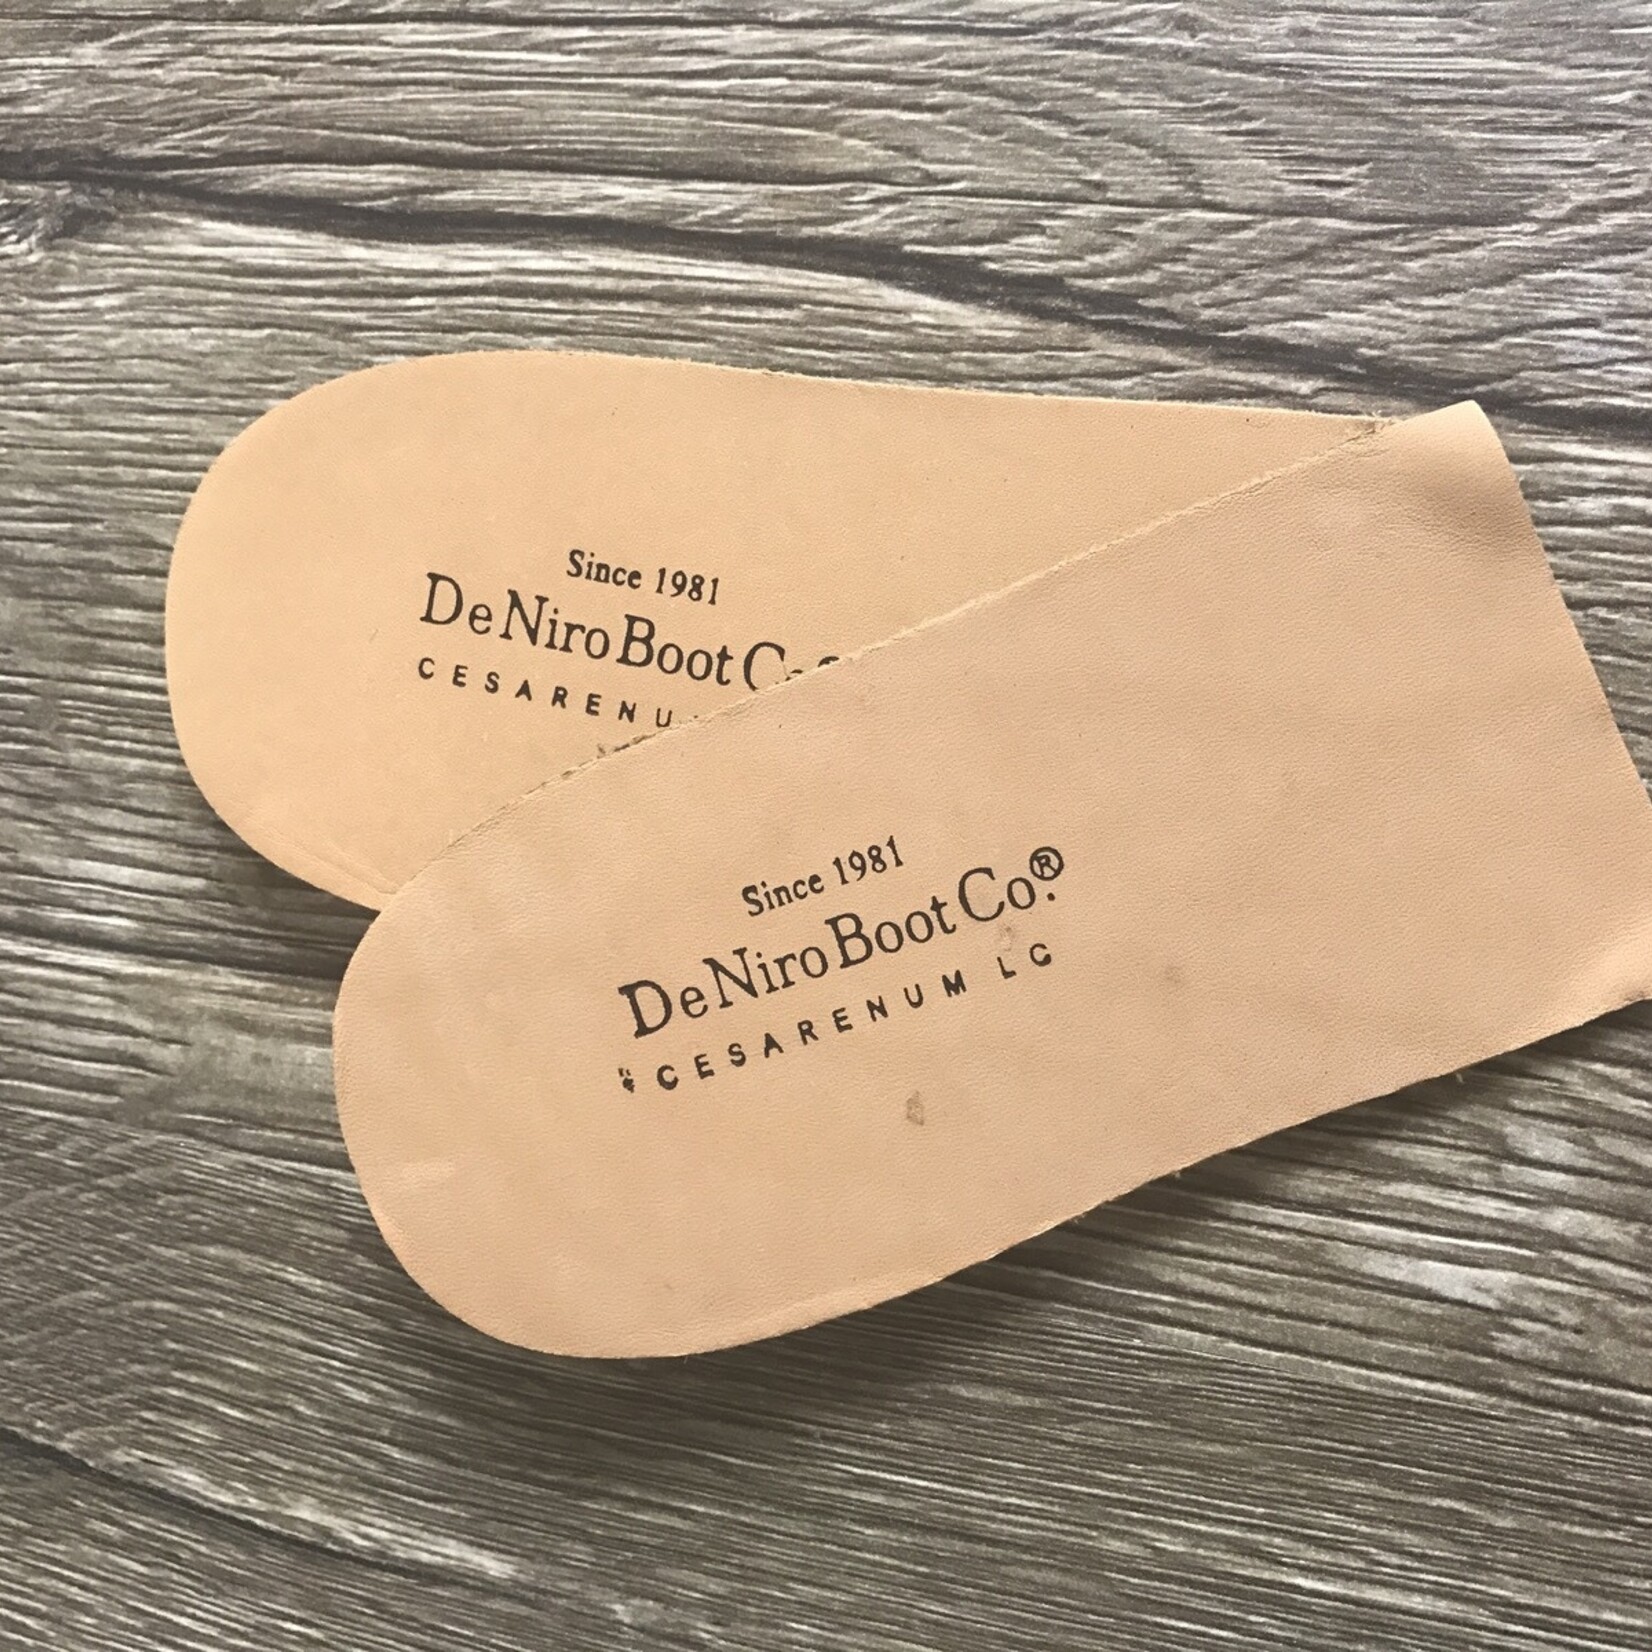 Since 1981
DeNiro Boot Co
CESARENU
Since 1981
DeNiro Boot Co.®
CESARENUM LC